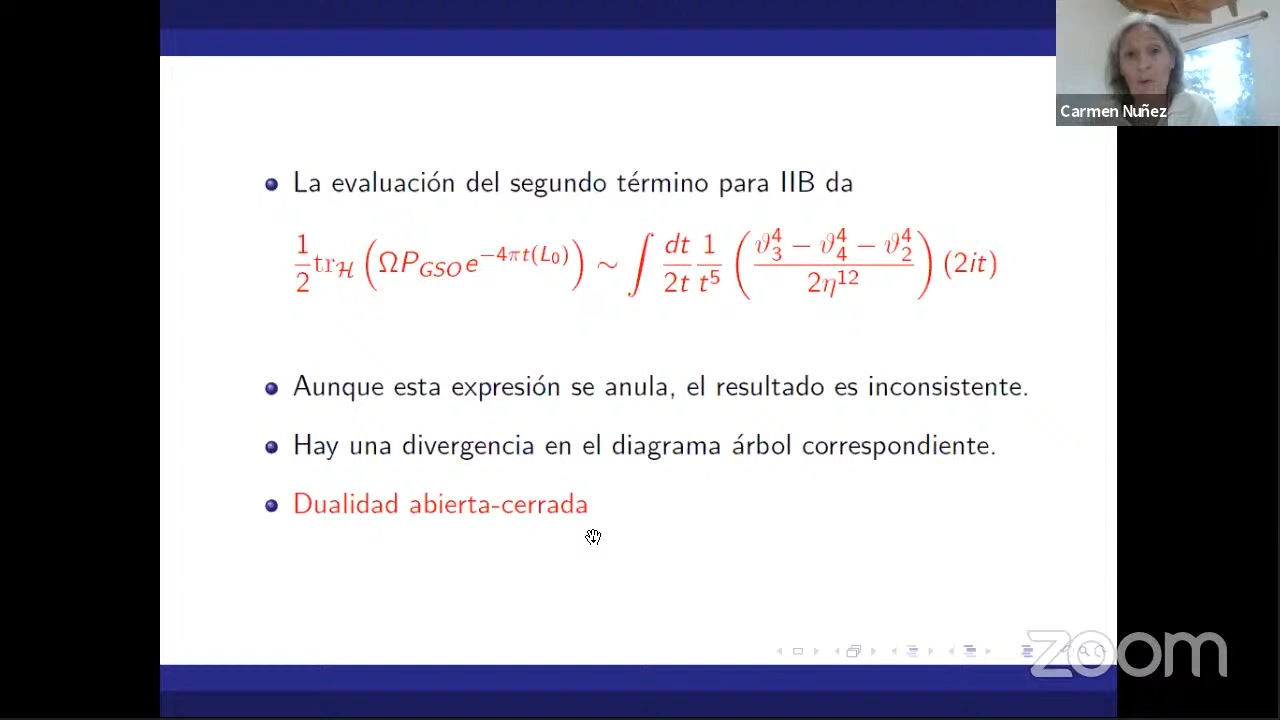 Carmen Nuñez
La evaluación del segundo término para IIB da
$\frac{1}{2}\mathrm{tr}_{\mathcal{H}}\left(\Omega P_{GSO}e^{-4\pi t(L_0)}\right) \sim \int \frac{dt}{2t}\frac{1}{t^5}\left(\frac{\vartheta_3^4 - \vartheta_4^4 - \vartheta_2^4}{2\eta^{12}}\right)(2it)$
Aunque esta expresión se anula, el resultado es inconsistente.
Hay una divergencia en el diagrama árbol correspondiente.
Dualidad abierta-cerrada
zoom